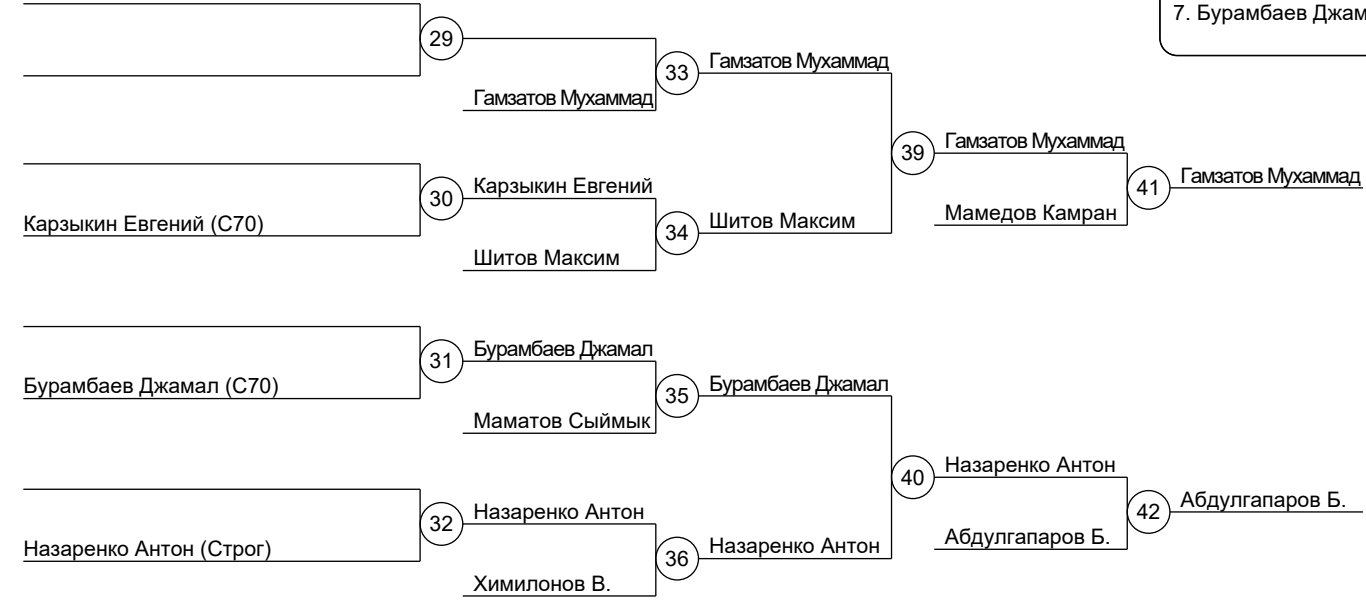 7. Бурамбаев Джам
29
Гамзатов Мухаммад
33
Гамзатов Мухаммад
39
Гамзатов Мухаммад
41
Гамзатов Мухаммад
Мамедов Камран
30
Карзыкин Евгений
Карзыкин Евгений (С70)
34
Шитов Максим
Шитов Максим
31
Бурамбаев Джамал
Бурамбаев Джамал (С70)
35
Бурамбаев Джамал
Маматов Сыймык
40
Назаренко Антон
42
Абдулгапаров Б.
Абдулгапаров Б.
32
Назаренко Антон
Назаренко Антон (Строг)
36
Назаренко Антон
Химилонов В.